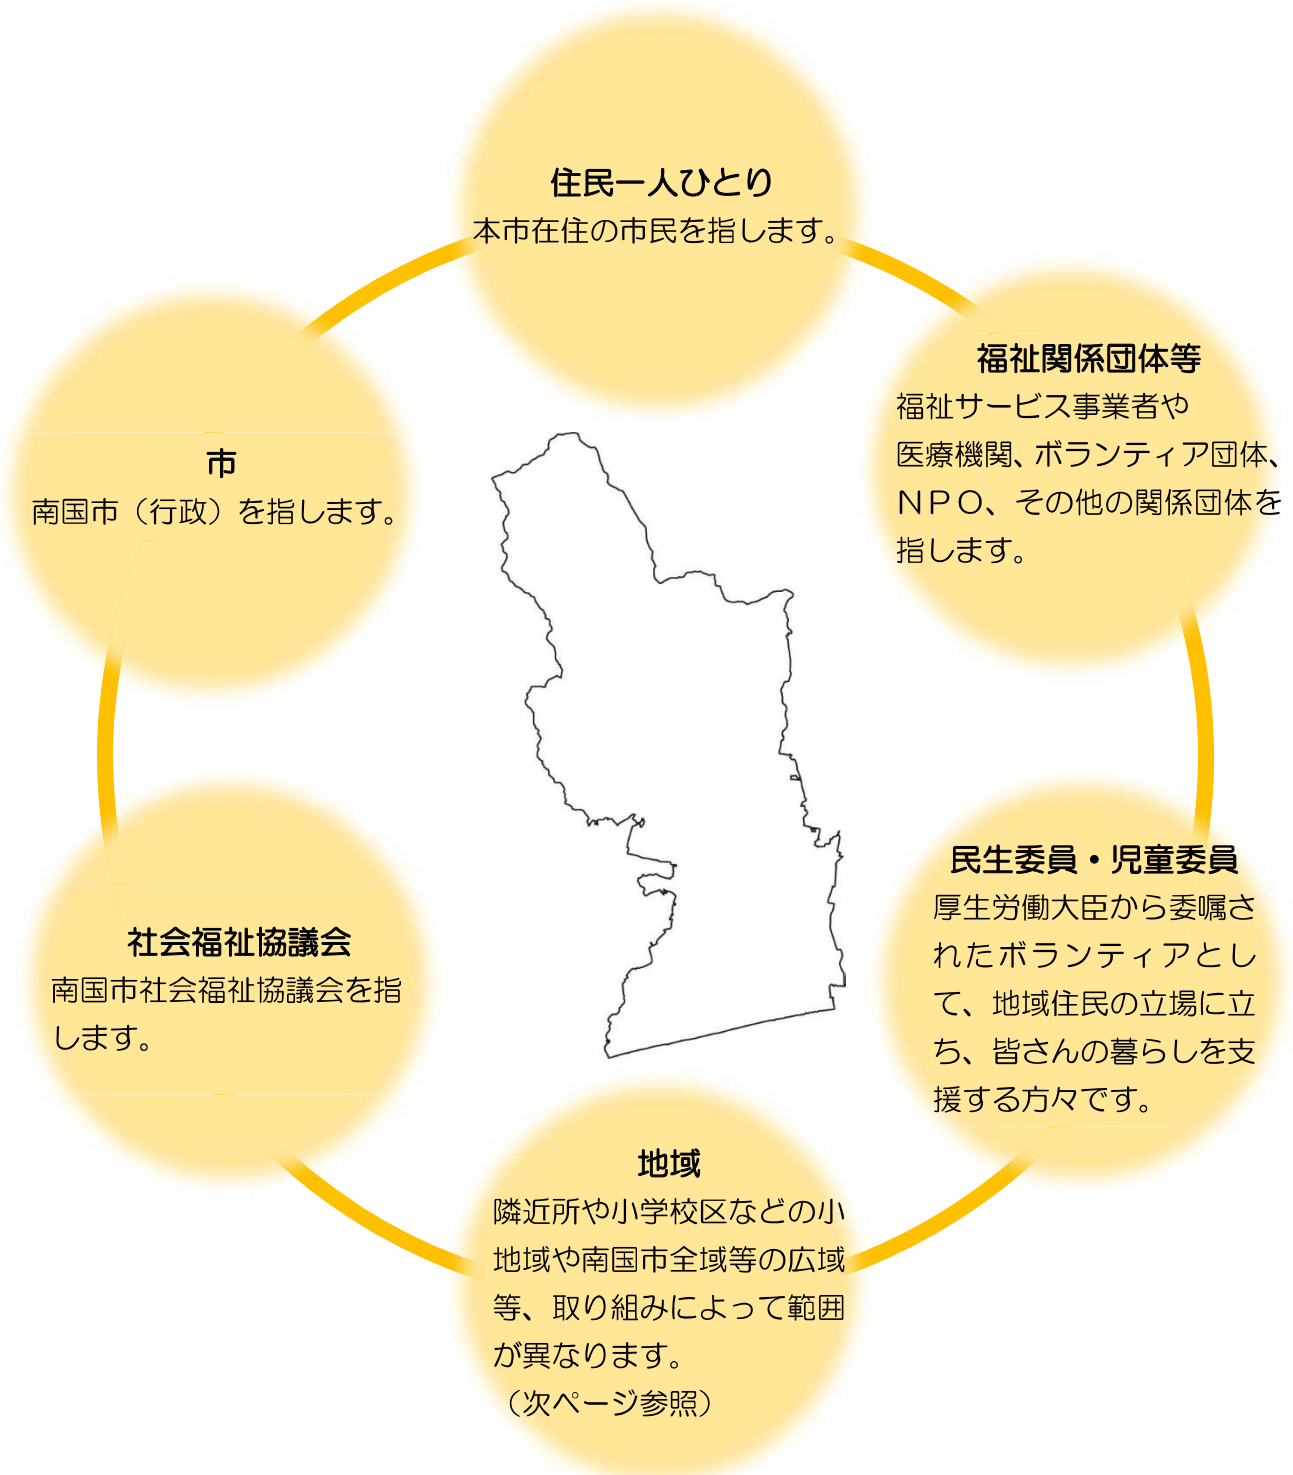 住民一人ひとり
本市在住の市民を指します。
福祉関係団体等
福祉サービス事業者や
医療機関、ボランティア団体、
ＮＰＯ、その他の関係団体を
指します。
民生委員・児童委員
厚生労働大臣から委嘱さ
れたボランティアとし
て、地域住民の立場に立
ち、皆さんの暮らしを支
援する方々です。
地域
隣近所や小学校区などの小
地域や南国市全域等の広域
等、取り組みによって範囲
が異なります。
（次ページ参照）
社会福祉協議会
南国市社会福祉協議会を指
します。
市
南国市（行政）を指します。